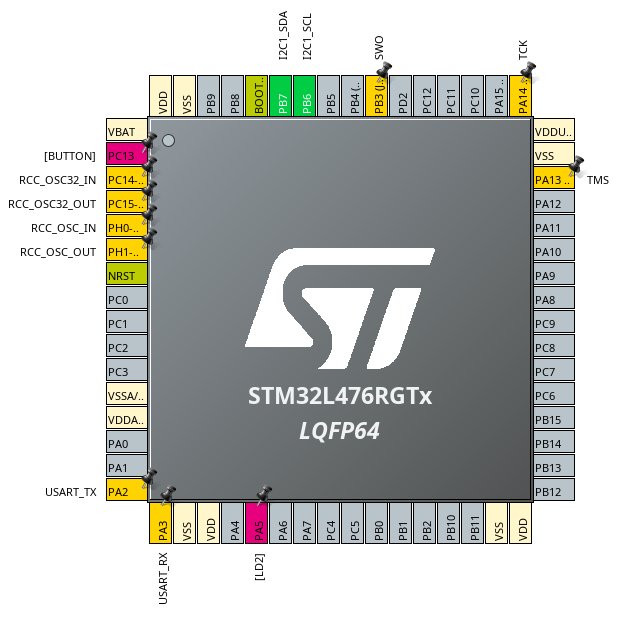 I2C1_SDA
I2C1_SCL
SWO
TCK
VDD
VSS
PB9
PB8
BOOT..
PB7
PB6
PB5
PB4 (..
PB3 (J..
PD2
PC12
PC11
PC10
PA15 ..
PA14 ..
VBAT
[BUTTON] PC13
RCC_OSC32_IN PC14-..
RCC_OSC32_OUT PC15-..
RCC_OSC_IN PH0-..
RCC_OSC_OUT PH1-..
NRST
PC0
PC1
PC2
PC3
VSSA/..
VDDA..
PA0
PA1
USART_TX PA2
STM32L476RGTx
LQFP64
VDDU..
VSS
PA13 .. TMS
PA12
PA11
PA10
PA9
PA8
PC9
PC8
PC7
PC6
PB15
PB14
PB13
PB12
PA3
VSS
VDD
PA4
PA5
PA6
PA7
PC4
PC5
PB0
PB1
PB2
PB10
PB11
VSS
VDD
USART_RX
[LD2]